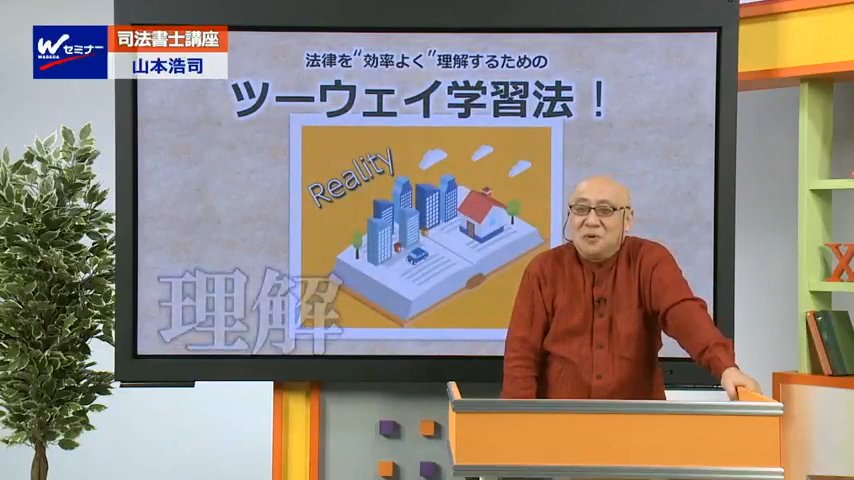 Wセミナー
WASEDA
司法書士講座
山本浩司
法律を“効率よく”理解するための
ツーウェイ学習法！
Reality
理解
X